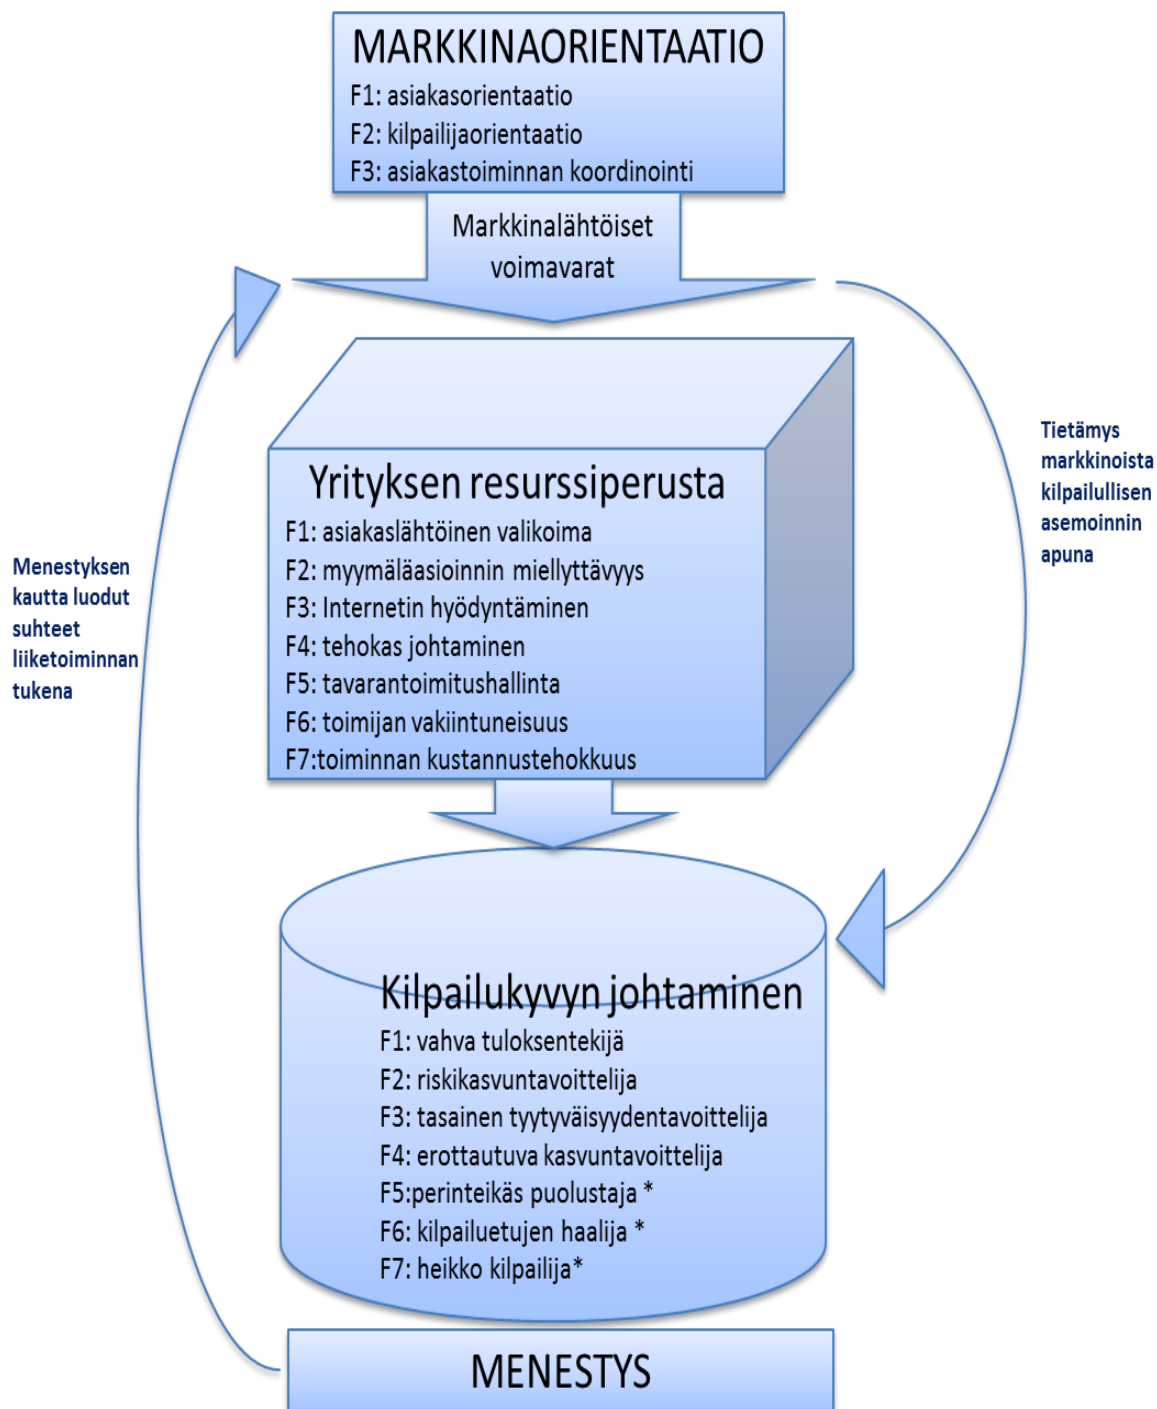 MARKKINAORIENTAATIO
F1: asiakasorientaatio
F2: kilpailijaorientaatio
F3: asiakastoiminnan koordinointi
Markkinalähtöiset
voimavarat
Tietämys
markkinoista
kilpailullisen
asemoinnin
apuna
Yrityksen resurssiperusta
F1: asiakaslähtöinen valikoima
F2: myymäläasioinnin miellyttävyys
F3: Internetin hyödyntäminen
F4: tehokas johtaminen
F5: tavarantoimitushallinta
F6: toimijan vakiintuneisuus
F7:toiminnan kustannustehokkuus
Menestyksen
kautta luodut
suhteet
liiketoiminnan
tukena
Kilpailukyvyn johtaminen
F1: vahva tuloksentekijä
F2: riskikasvuntavoittelija
F3: tasainen tyytyväisyydentavoittelija
F4: erottautuva kasvuntavoittelija
F5:perinteikäs puolustaja *
F6: kilpailuetujen haalija *
F7: heikko kilpailija*
MENESTYS